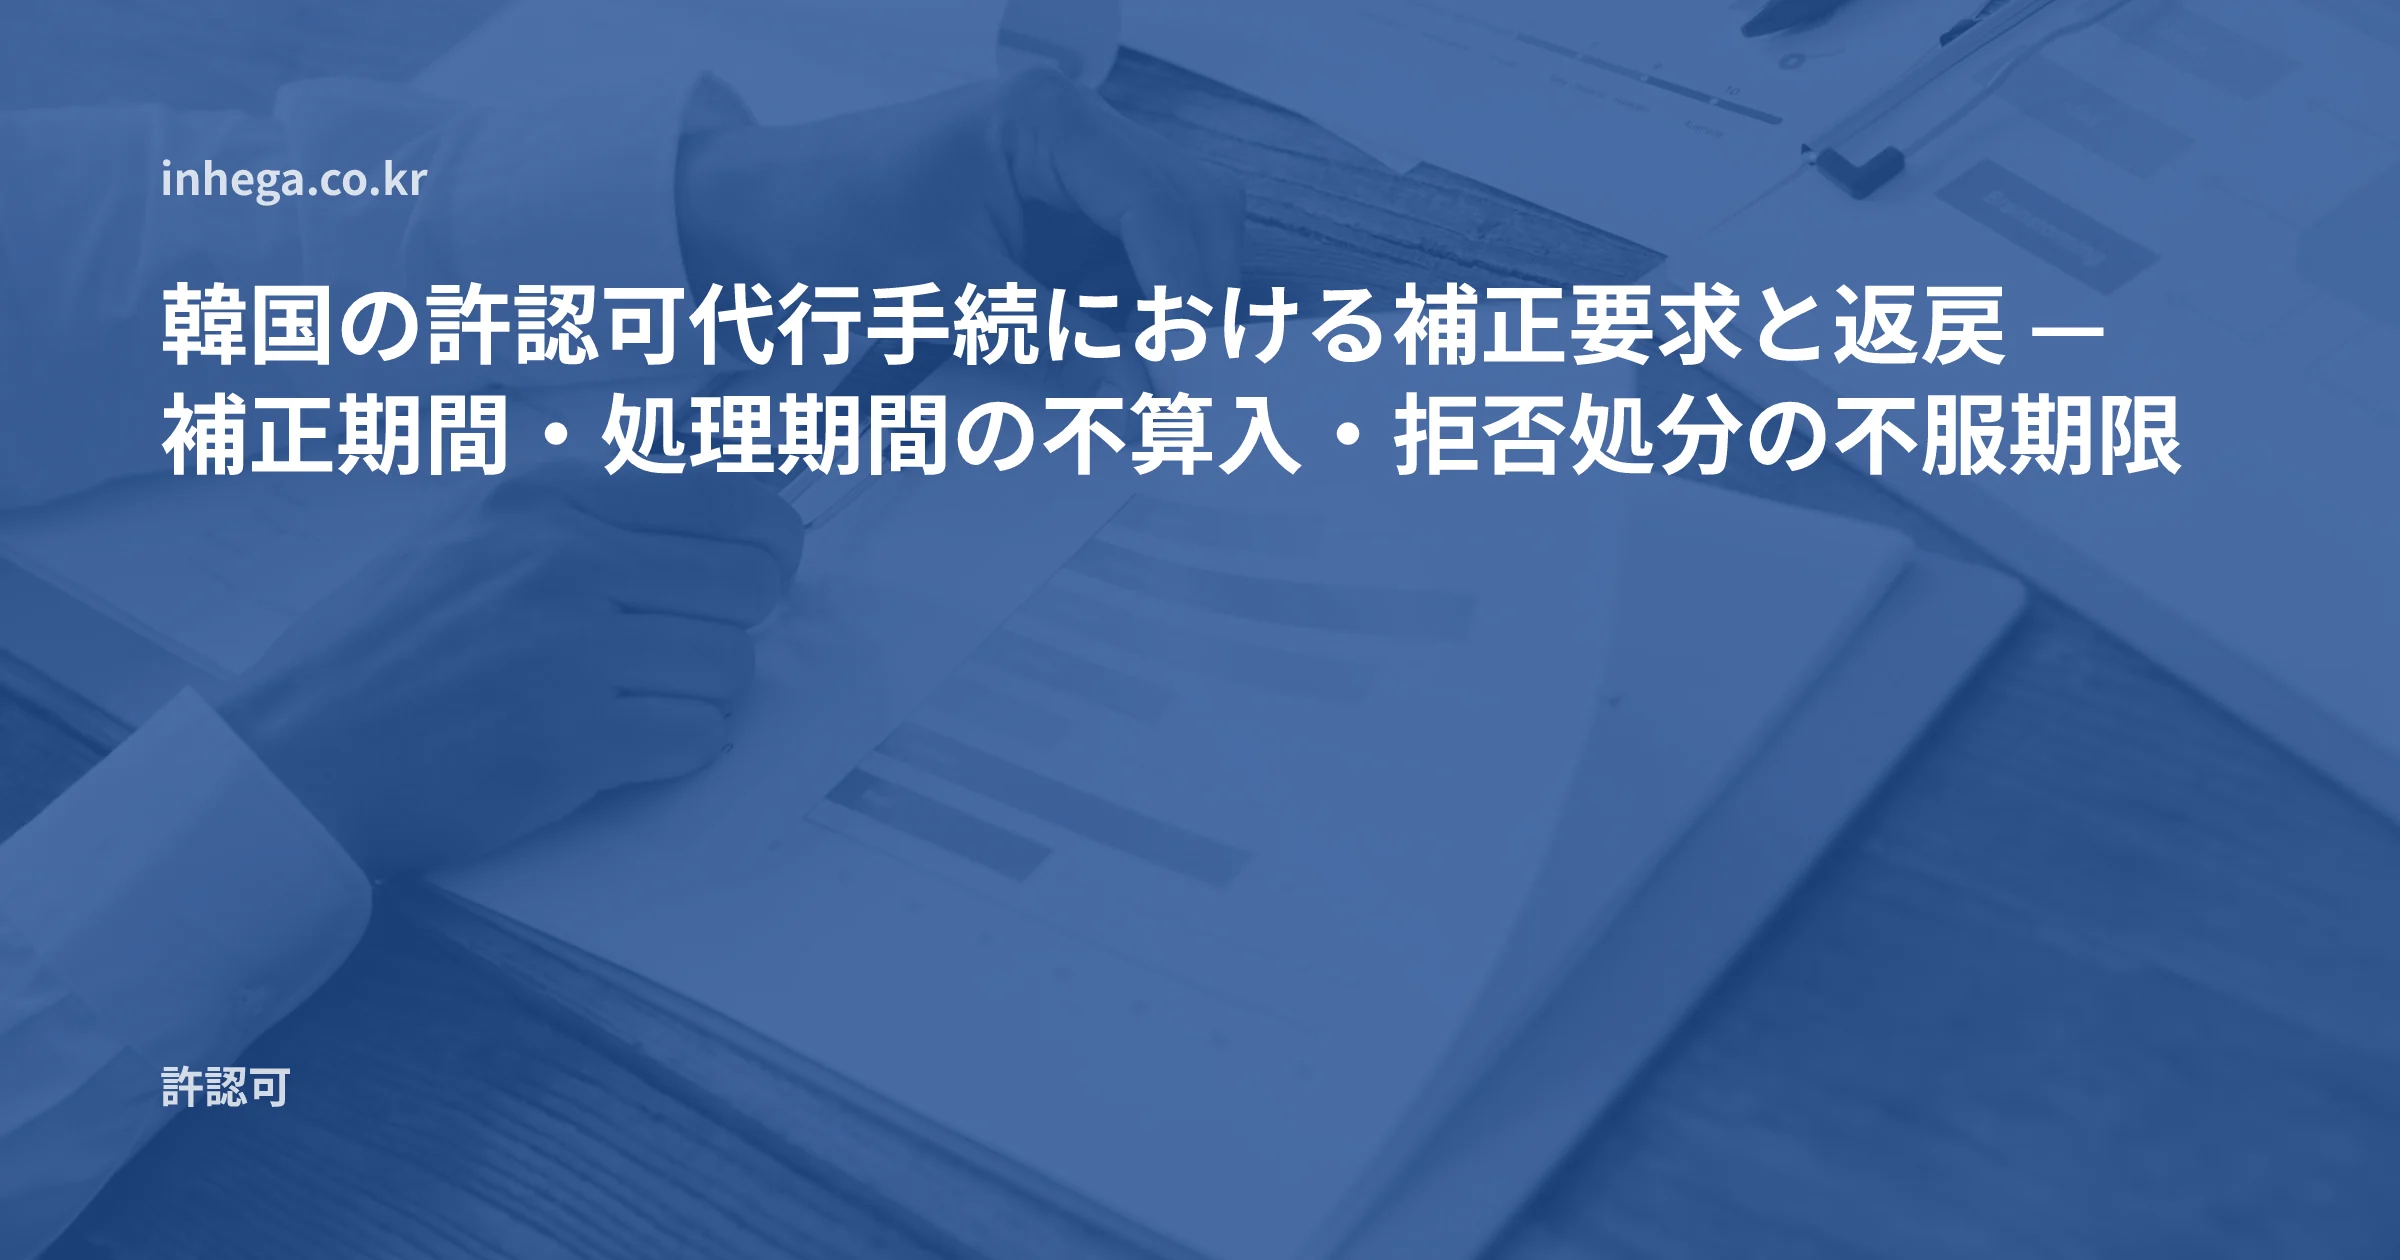 inhega.co.kr
韓国の許認可代行手続における補正要求と返戻 —
補正期間・処理期間の不算入・拒否処分の不服期限
許認可